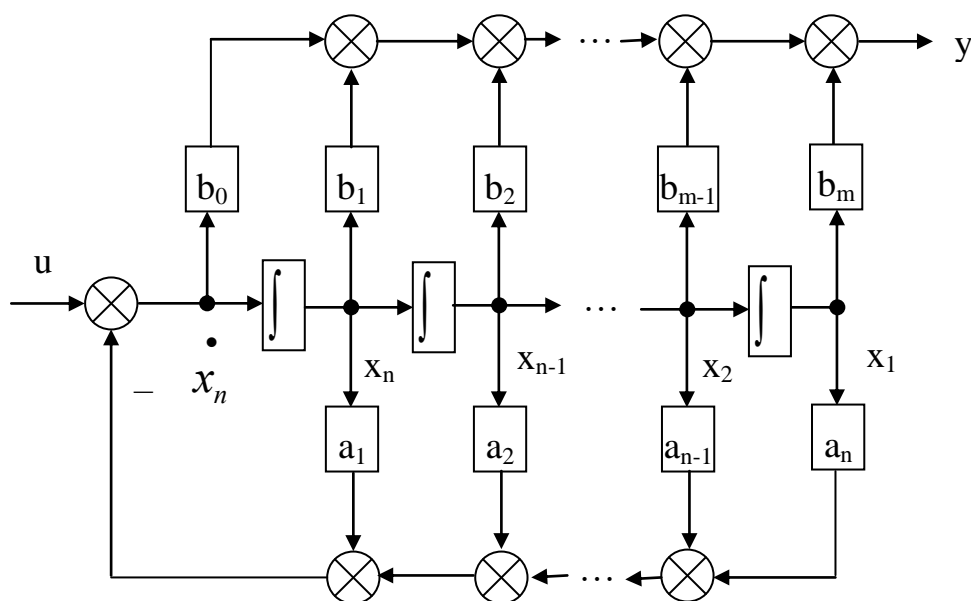 y
...
b₀ b₁ b₂ bₘ₋₁ bₘ
u
∫ ∫ ... ∫
xₙ xₙ₋₁ x₂ x₁
− ẋₙ
a₁ a₂ aₙ₋₁ aₙ
...